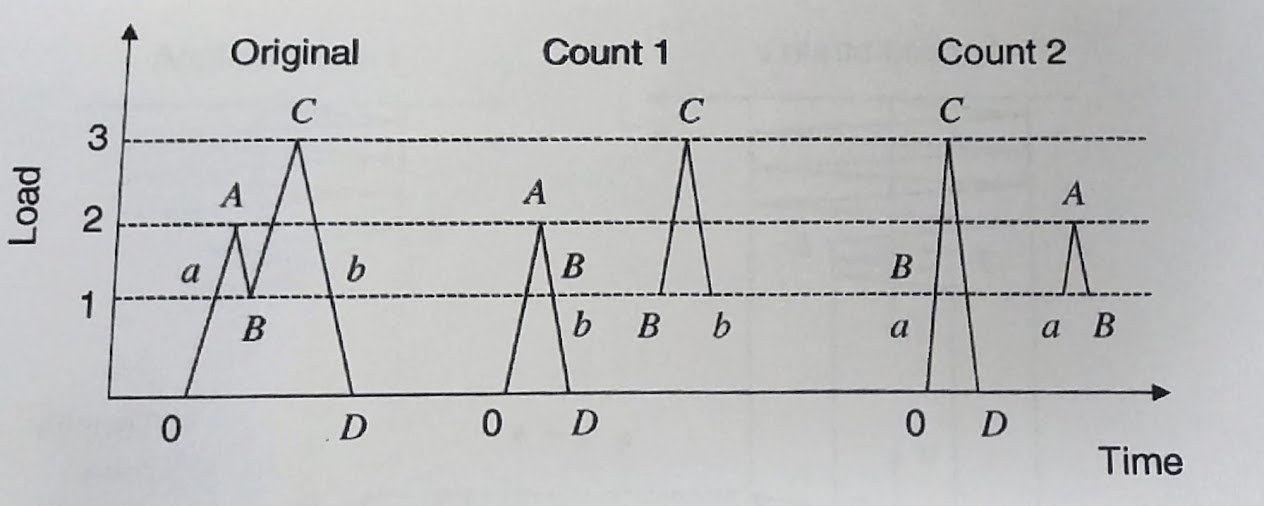 Original Count 1 Count 2
C C C
3
A A A
Load
2
a b B B
1
B b B b a a B
0 D 0 D 0 D
Time